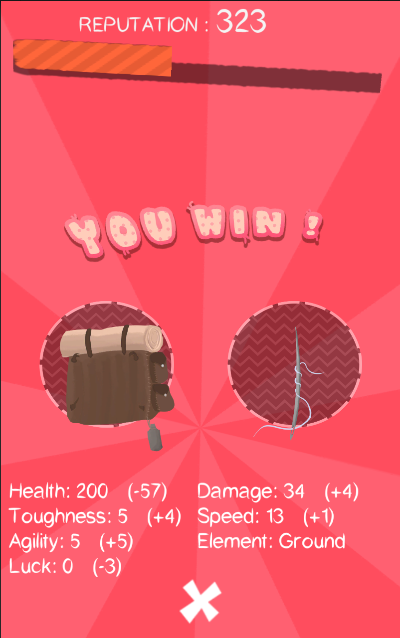 REPUTATION : 323
YOU WIN !
Health: 200 (-57)
Toughness: 5 (+4)
Agility: 5 (+5)
Luck: 0 (-3)
Damage: 34 (+4)
Speed: 13 (+1)
Element: Ground